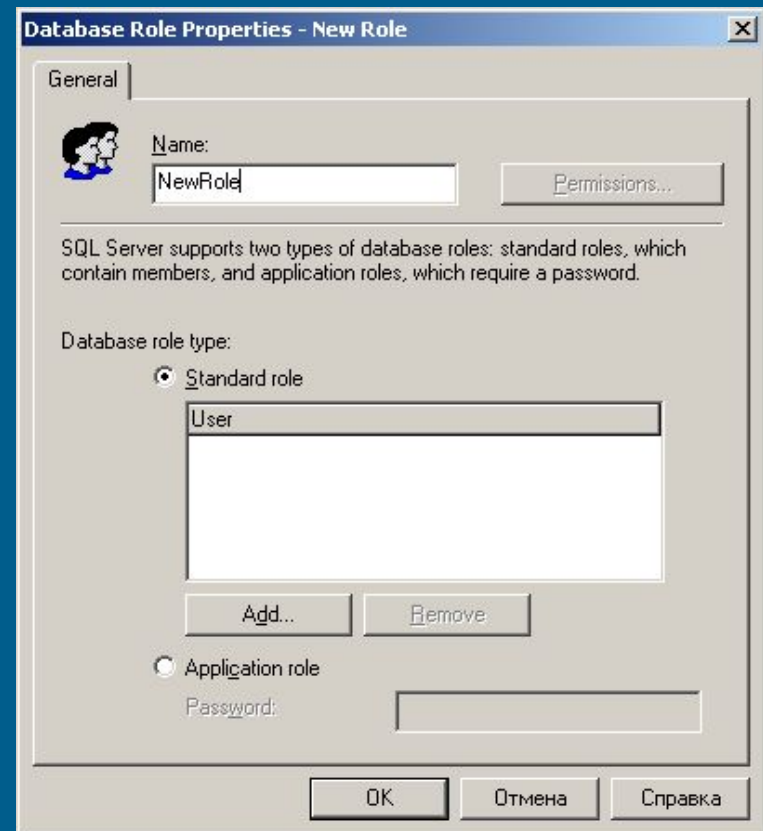 Database Role Properties - New Role
General
Name:
NewRole
Permissions...
SQL Server supports two types of database roles: standard roles, which
contain members, and application roles, which require a password.
Database role type:
Standard role
User
Add...
Remove
Application role
Password:
OK
Отмена
Справка